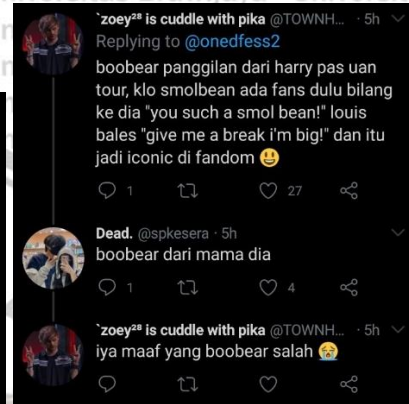 `zoey²⁸ is cuddle with pika @TOWNH... · 5h
Replying to @onedfess2
boobear panggilan dari harry pas uan
tour, klo smolbean ada fans dulu bilang
ke dia "you such a smol bean!" louis
bales "give me a break i'm big!" dan itu
jadi iconic di fandom 😃
1 27
Dead. @spkesera · 5h
boobear dari mama dia
1 4
`zoey²⁸ is cuddle with pika @TOWNH... · 5h
iya maaf yang boobear salah 😭